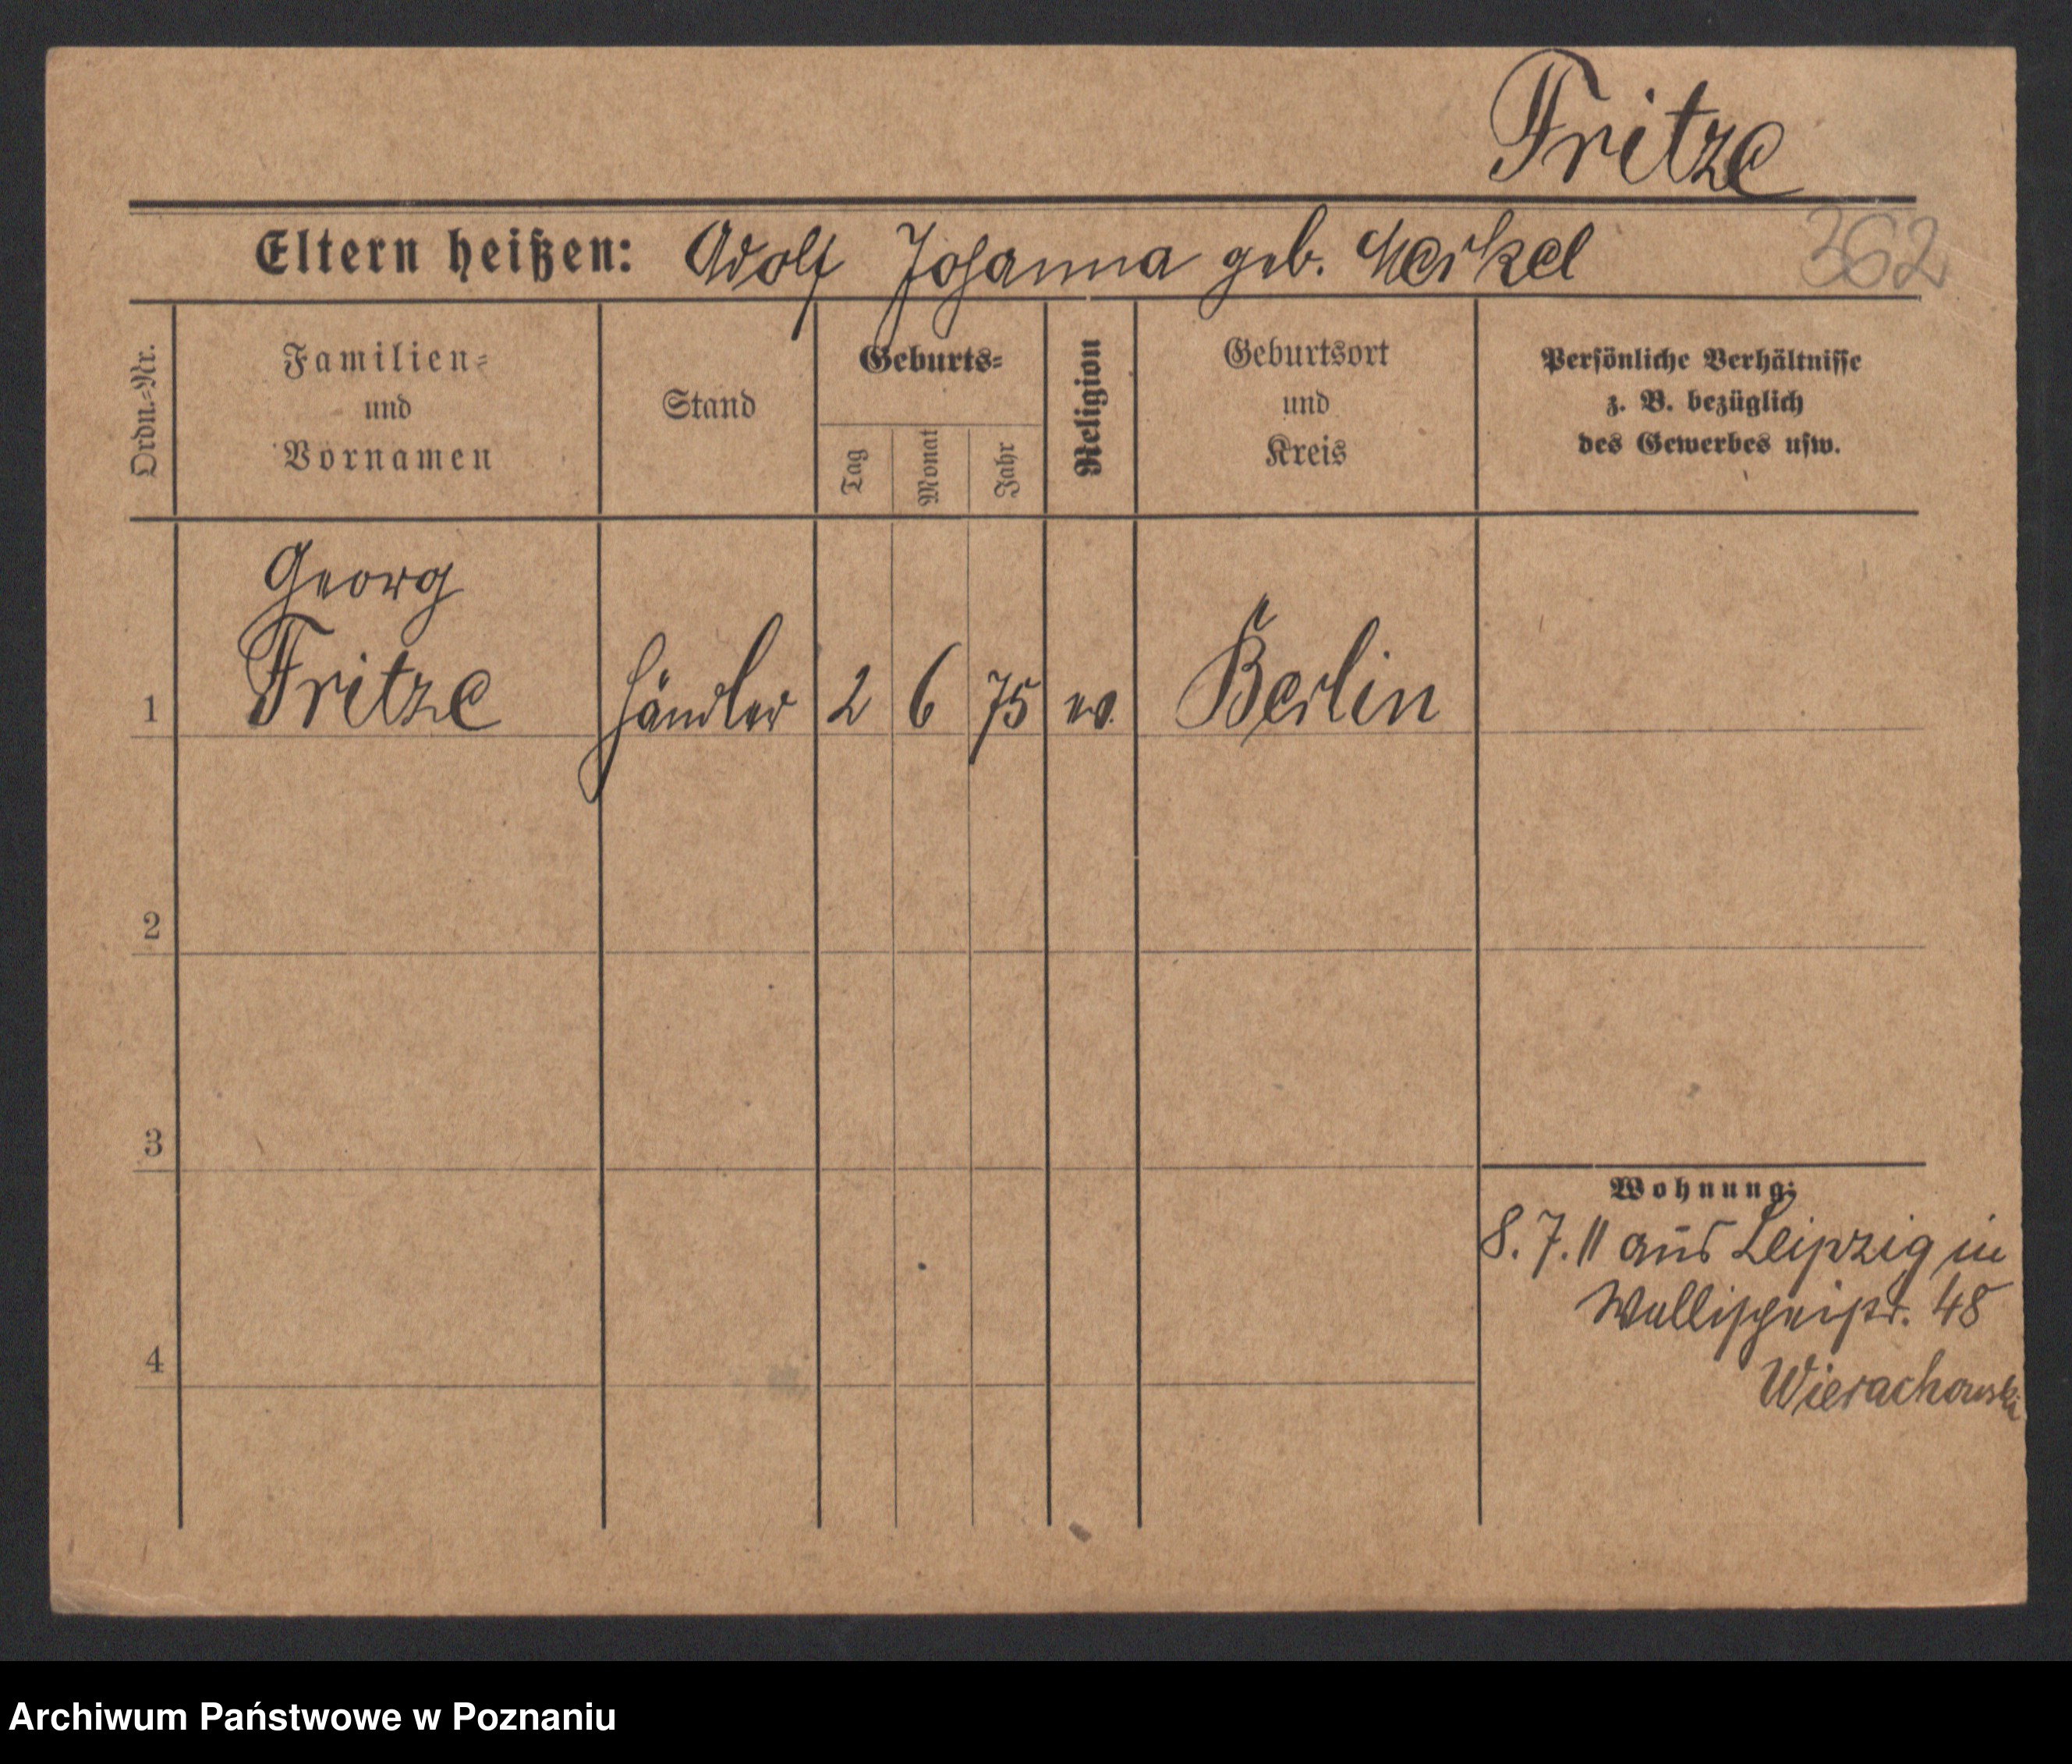 Fritze
362
Eltern heißen: Adolf Johanna geb. Merkel
Ordn.-Nr.
Familien-
und
Vornamen
Stand
Geburts-
Tag
Monat
Jahr
Religion
Geburtsort
und
Kreis
Persönliche Verhältnisse
z. B. bezüglich
des Gewerbes usw.
Georg
1 Fritze Händler 2 6 75 ev. Berlin
2
3
4
Wohnung:
8.7.11 aus Leipzig in
Wallischeistr. 48
Wierachowski
Archiwum Państwowe w Poznaniu